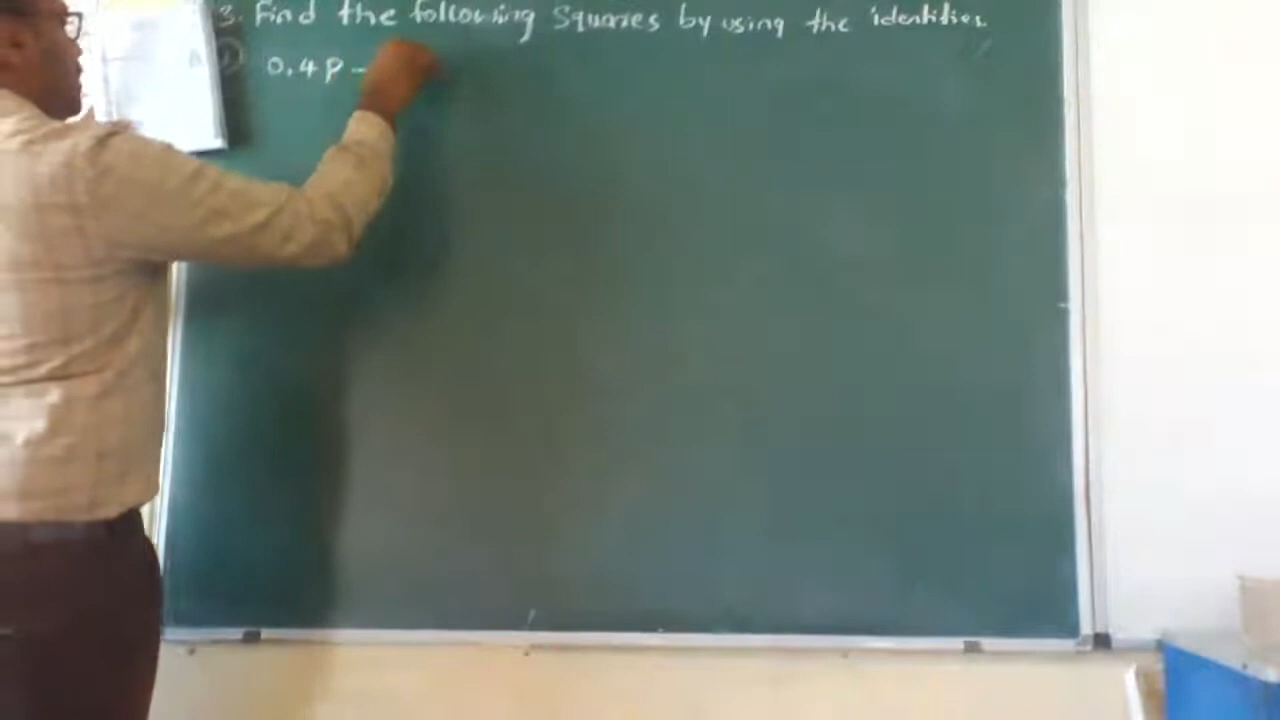 3. Find the following Squares by using the identities
0.4p -